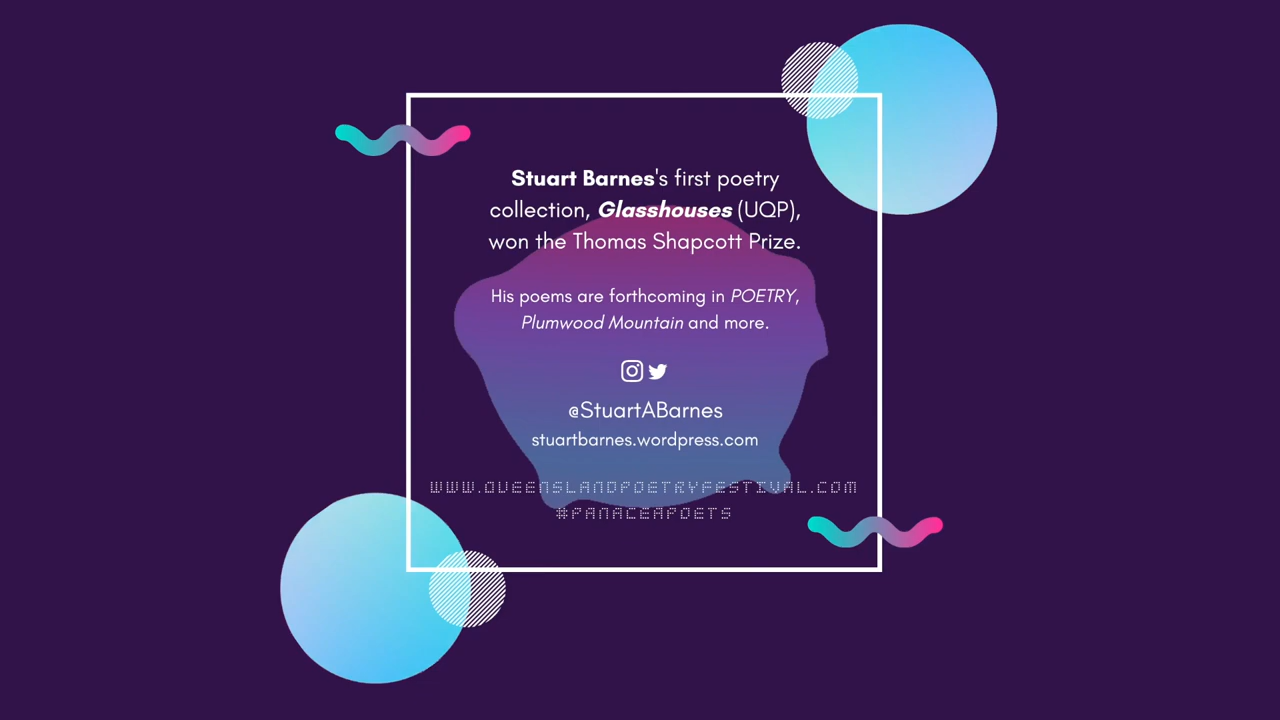 Stuart Barnes's first poetry
collection, Glasshouses (UQP),
won the Thomas Shapcott Prize.
His poems are forthcoming in POETRY,
Plumwood Mountain and more.
@StuartABarnes
stuartbarnes.wordpress.com
WWW.QUEENSLANDPOETRYFESTIVAL.COM
#PANACEAPOETS